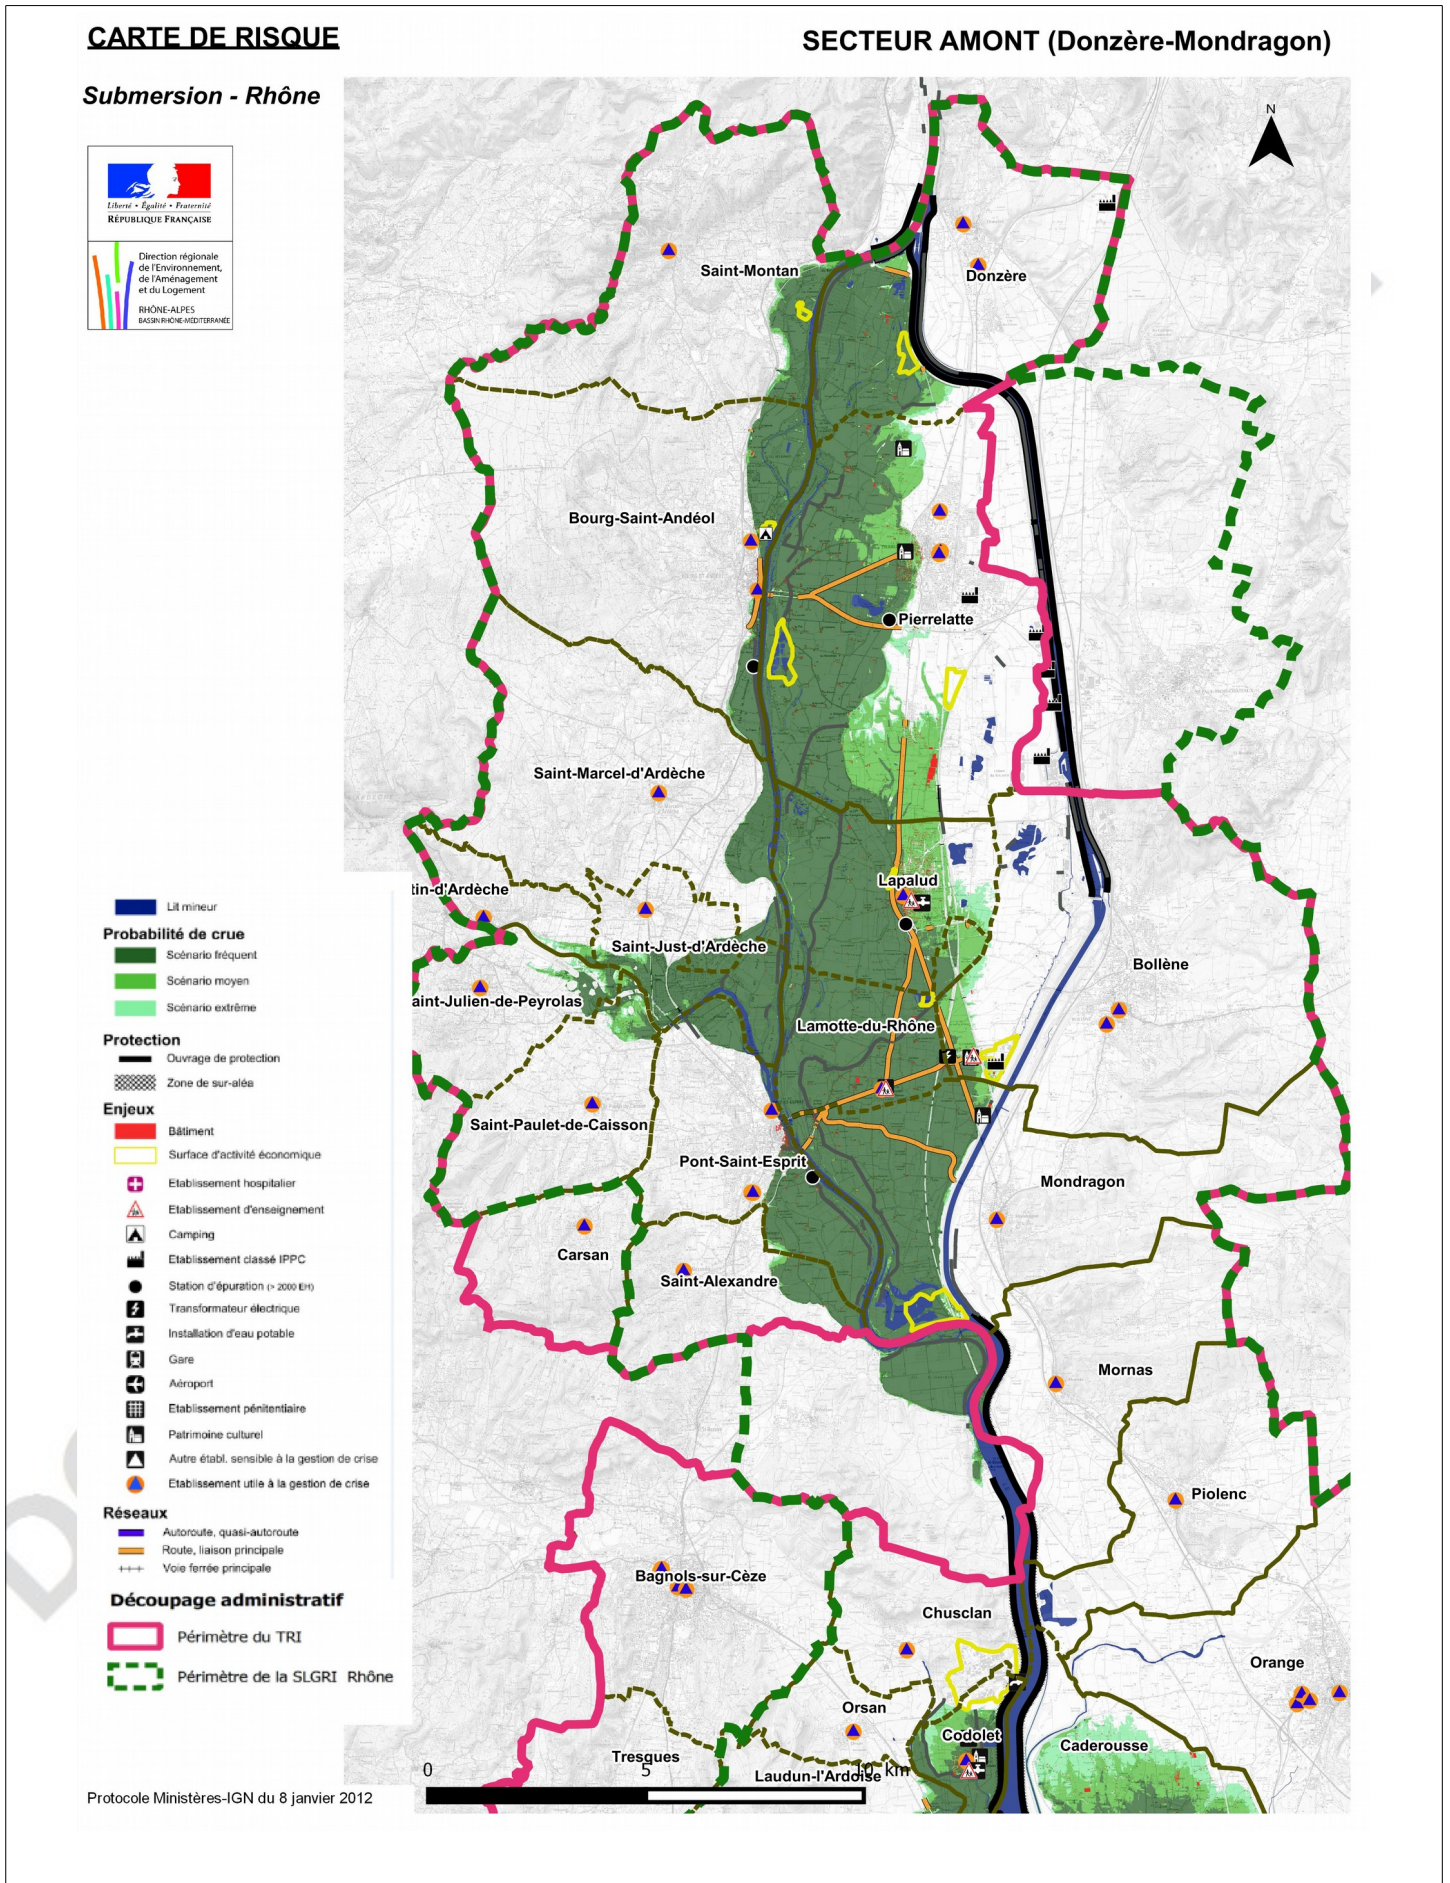 CARTE DE RISQUE
SECTEUR AMONT (Donzère-Mondragon)
Submersion - Rhône
N
Liberté • Égalité • Fraternité
RÉPUBLIQUE FRANÇAISE
Direction régionale
de l'Environnement,
de l'Aménagement
et du Logement
RHÔNE-ALPES
BASSIN RHÔNE-MÉDITERRANÉE
Saint-Montan
Donzère
Bourg-Saint-Andéol
Pierrelatte
Saint-Marcel-d'Ardèche
Lapalud
tin-d'Ardèche
Saint-Just-d'Ardèche
Bollène
aint-Julien-de-Peyrolas
Lamotte-du-Rhône
Saint-Paulet-de-Caisson
Pont-Saint-Esprit
Mondragon
Carsan
Saint-Alexandre
Mornas
Piolenc
Bagnols-sur-Cèze
Chusclan
Orange
Orsan
Codolet
Caderousse
Tresques
Laudun-l'Ardoise
Lit mineur
Probabilité de crue
Scénario fréquent
Scénario moyen
Scénario extrême
Protection
Ouvrage de protection
Zone de sur-aléa
Enjeux
Bâtiment
Surface d'activité économique
Etablissement hospitalier
Etablissement d'enseignement
Camping
Etablissement classé IPPC
Station d'épuration (> 2000 EH)
Transformateur électrique
Installation d'eau potable
Gare
Aéroport
Etablissement pénitentiaire
Patrimoine culturel
Autre établ. sensible à la gestion de crise
Etablissement utile à la gestion de crise
Réseaux
Autoroute, quasi-autoroute
Route, liaison principale
Voie ferrée principale
Découpage administratif
Périmètre du TRI
Périmètre de la SLGRI Rhône
0 5 10 km
Protocole Ministères-IGN du 8 janvier 2012